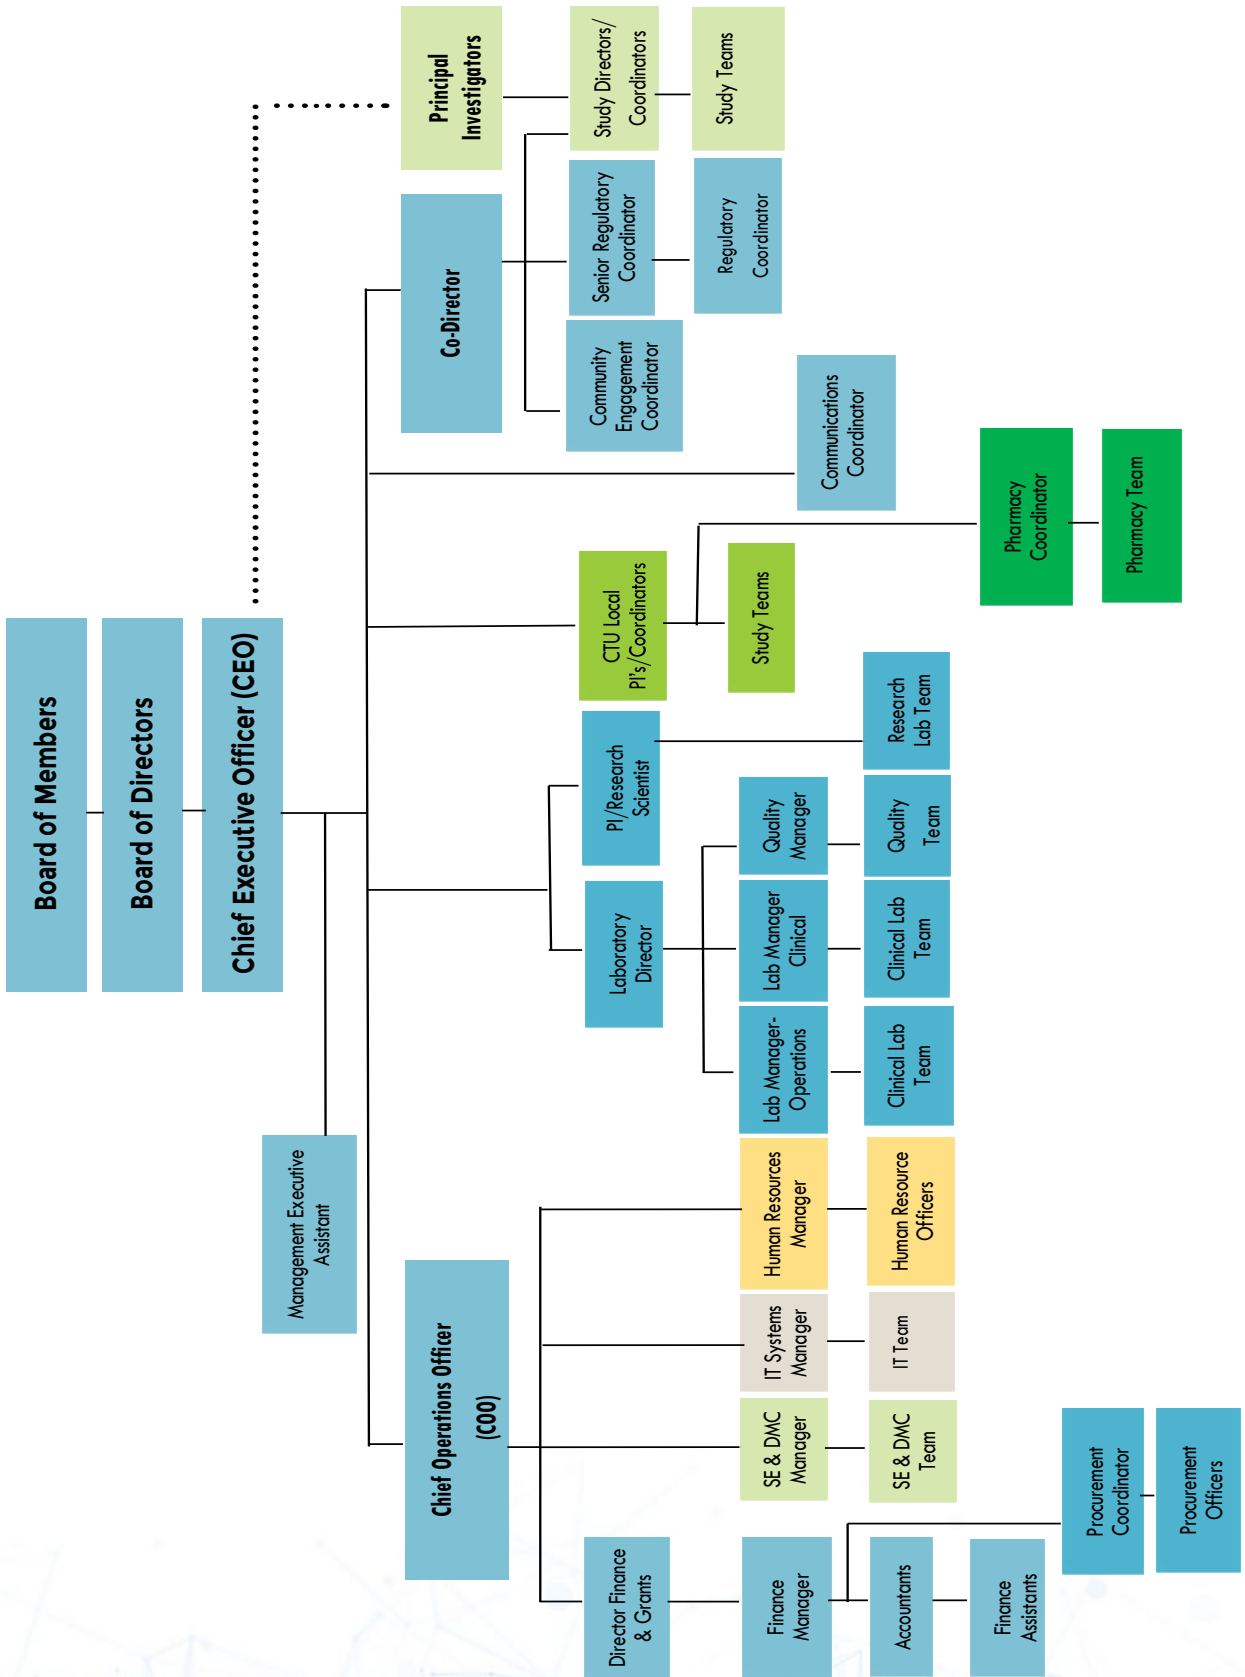 Board of Members
Board of Directors
Chief Executive Officer (CEO)
Management Executive
Assistant
Chief Operations Officer
(COO)
Co-Director
Principal
Investigators
Director Finance
& Grants
Laboratory
Director
PI/Research
Scientist
CTU Local
PI's/Coordinators
Community
Engagement
Coordinator
Senior Regulatory
Coordinator
Study Directors/
Coordinators
Finance
Manager
SE & DMC
Manager
IT Systems
Manager
Human Resources
Manager
Lab Manager-
Operations
Lab Manager
Clinical
Quality
Manager
Study Teams
Communications
Coordinator
Regulatory
Coordinator
Study Teams
Accountants
SE & DMC
Team
IT Team
Human Resource
Officers
Clinical Lab
Team
Clinical Lab
Team
Quality
Team
Research
Lab Team
Finance
Assistants
Pharmacy
Coordinator
Procurement
Coordinator
Pharmacy Team
Procurement
Officers